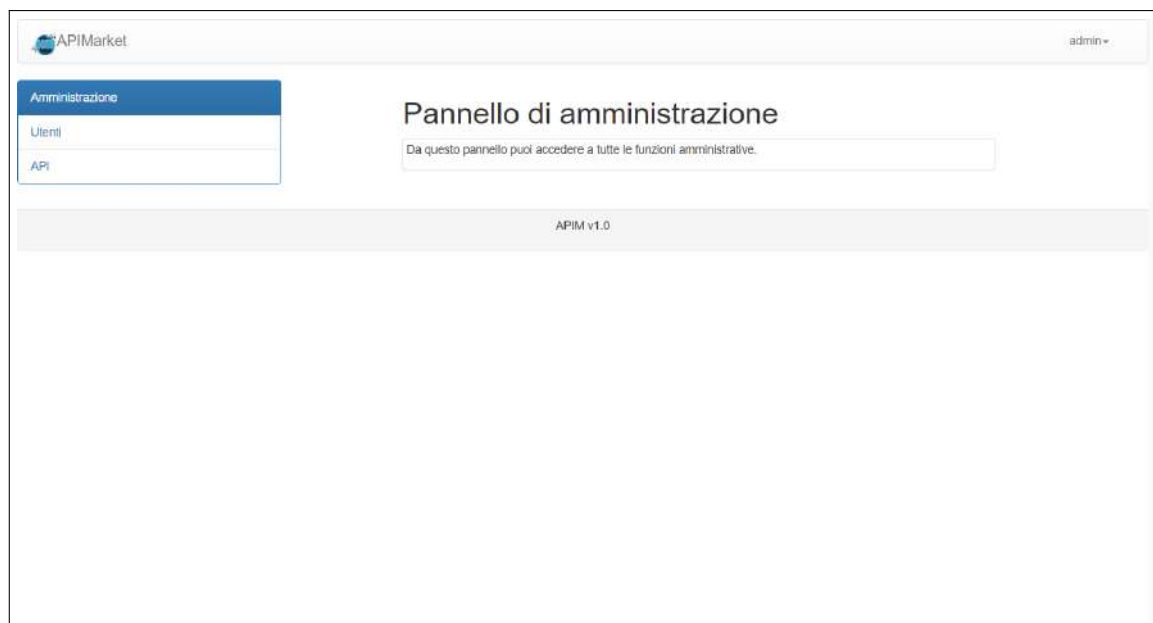 APIMarket
admin
Amministrazione
Utenti
API
Pannello di amministrazione
Da questo pannello puoi accedere a tutte le funzioni amministrative.
APIM v1.0